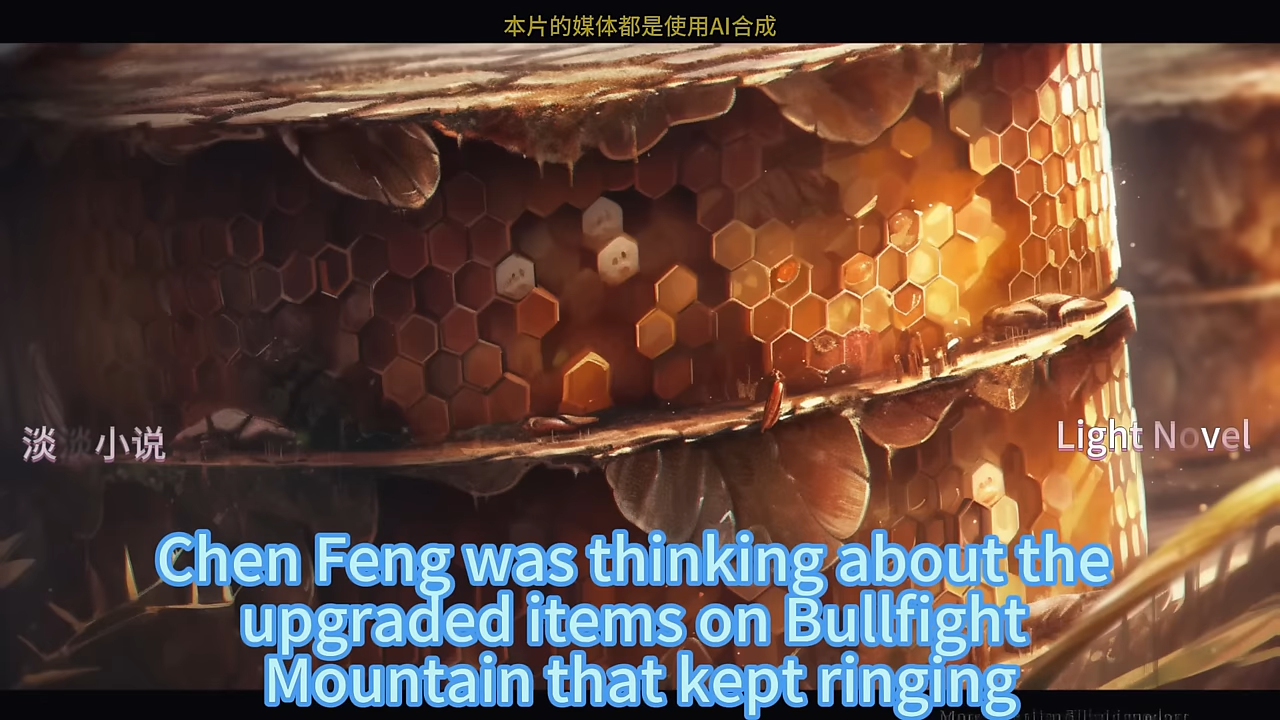 本片的媒体都是使用AI合成
淡淡小说
Light Novel
Chen Feng was thinking about the
upgraded items on Bullfight
Mountain that kept ringing